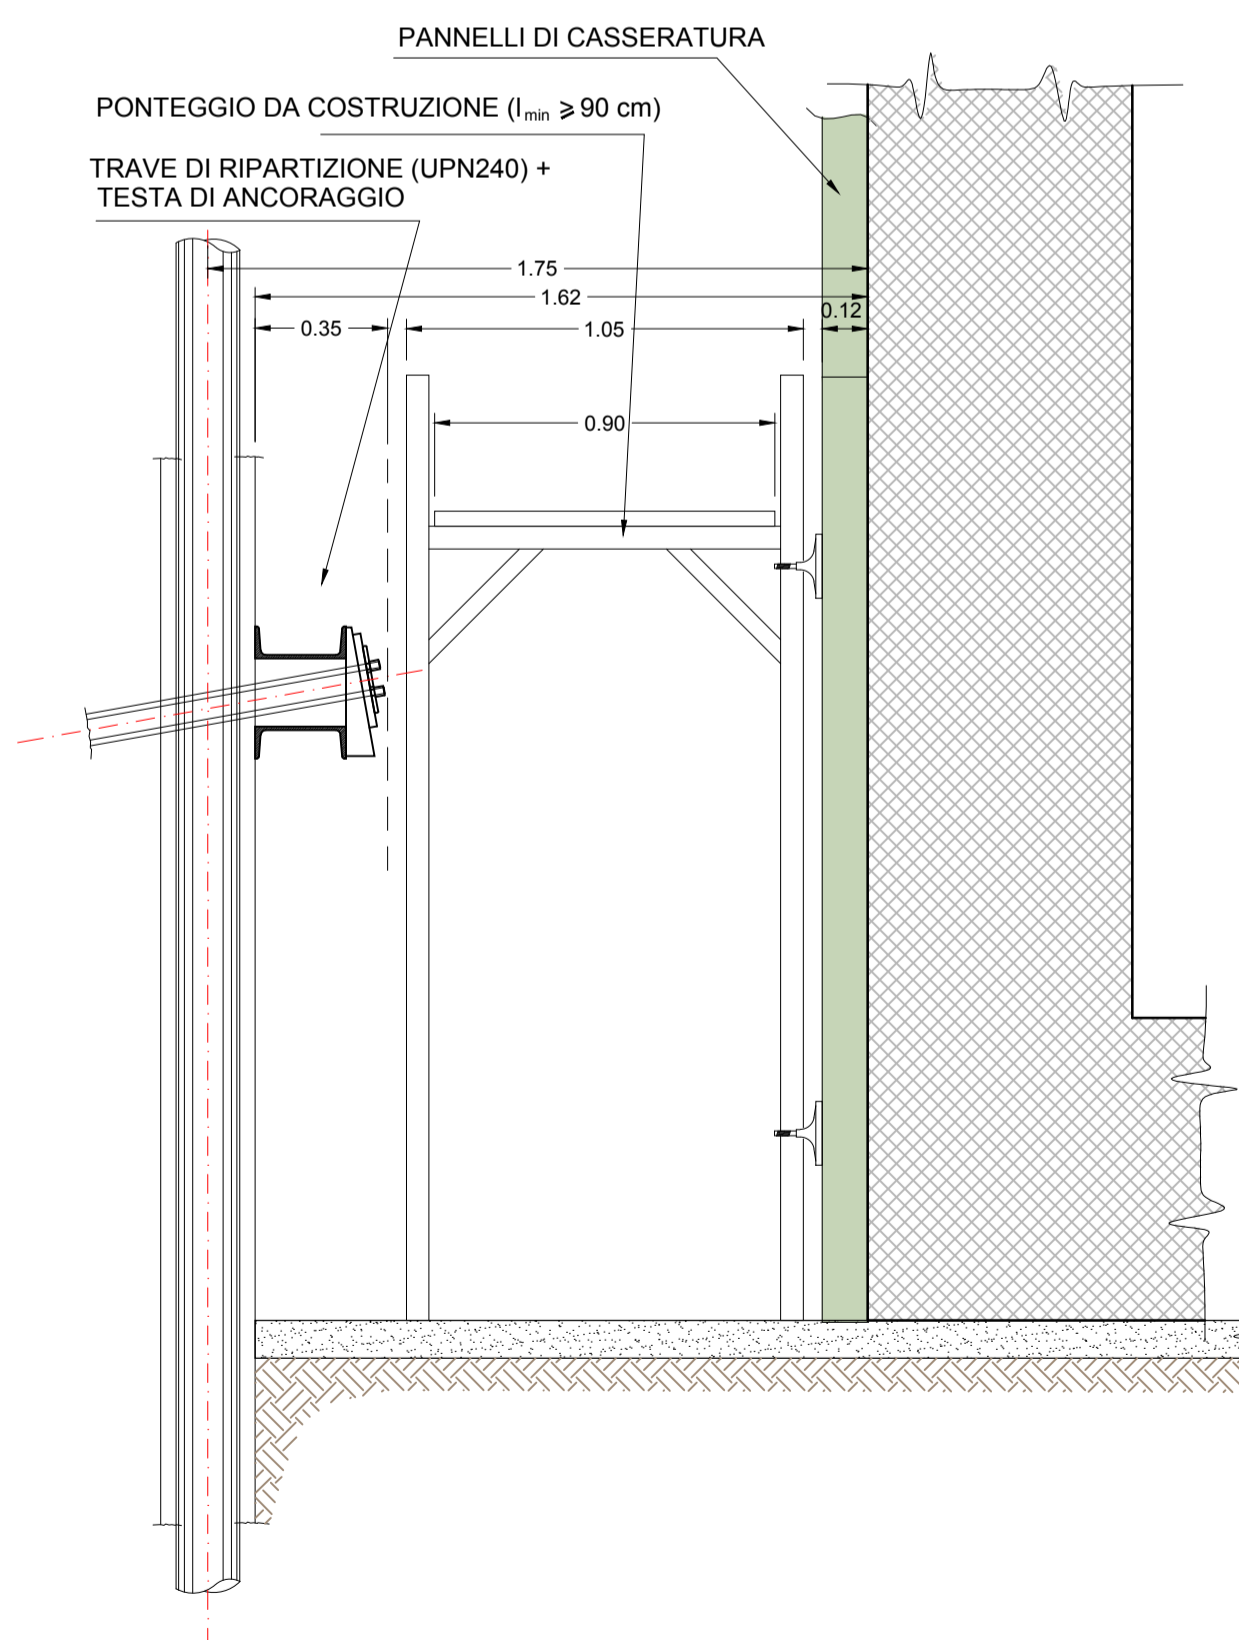 PANNELLI DI CASSERATURA
PONTEGGIO DA COSTRUZIONE (lmin ⩾ 90 cm)
TRAVE DI RIPARTIZIONE (UPN240) +
TESTA DI ANCORAGGIO
1.75
1.62
0.12
0.35
1.05
0.90